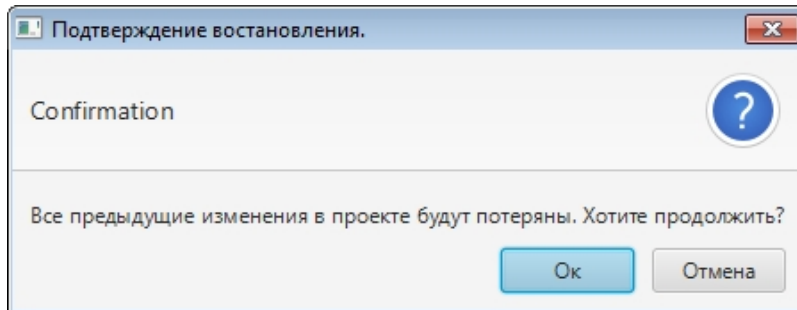 Подтверждение востановления.
Confirmation
?
Все предыдущие изменения в проекте будут потеряны. Хотите продолжить?
Ок
Отмена